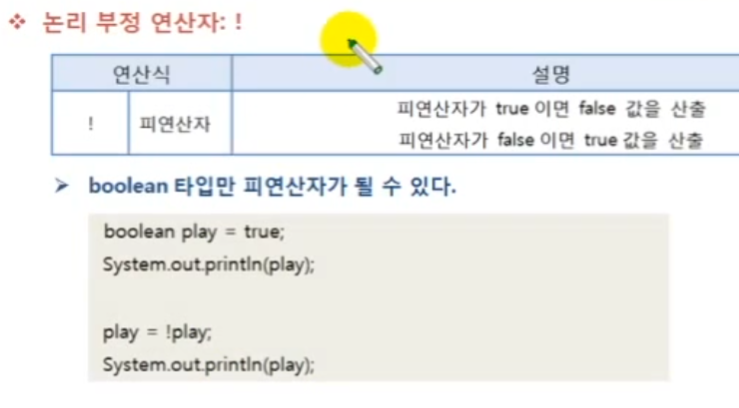 ❖ 논리 부정 연산자: !
연산식 설명
! 피연산자 피연산자가 true 이면 false 값을 산출
피연산자가 false 이면 true 값을 산출
➤ boolean 타입만 피연산자가 될 수 있다.
boolean play = true;
System.out.println(play);
play = !play;
System.out.println(play);